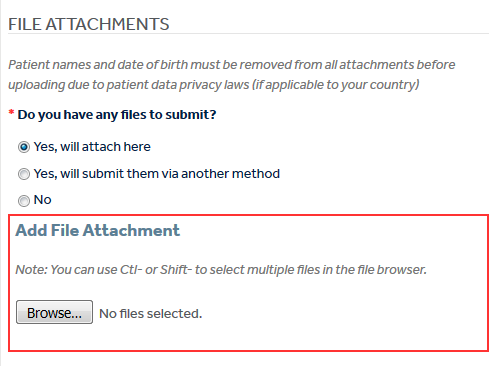 FILE ATTACHMENTS
Patient names and date of birth must be removed from all attachments before
uploading due to patient data privacy laws (if applicable to your country)
* Do you have any files to submit?
Yes, will attach here
Yes, will submit them via another method
No
Add File Attachment
Note: You can use Ctl- or Shift- to select multiple files in the file browser.
Browse... No files selected.